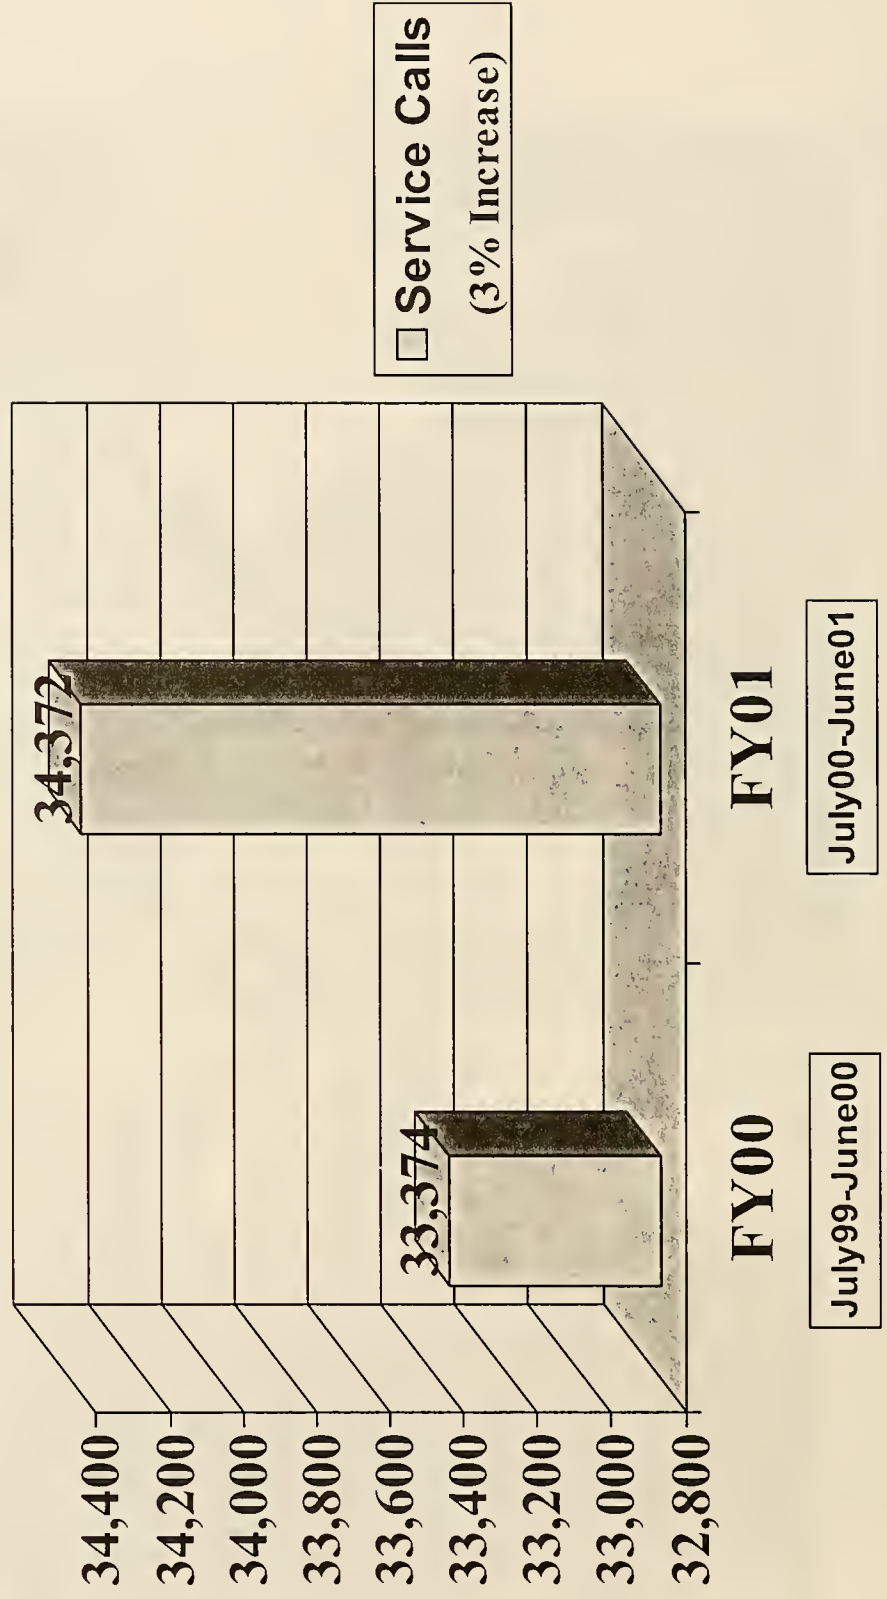 34,400
34,200
34,000
33,800
33,600
33,400
33,200
33,000
32,800
33,374
34,372
FY00
FY01
July99-June00
July00-June01
Service Calls
(3% Increase)